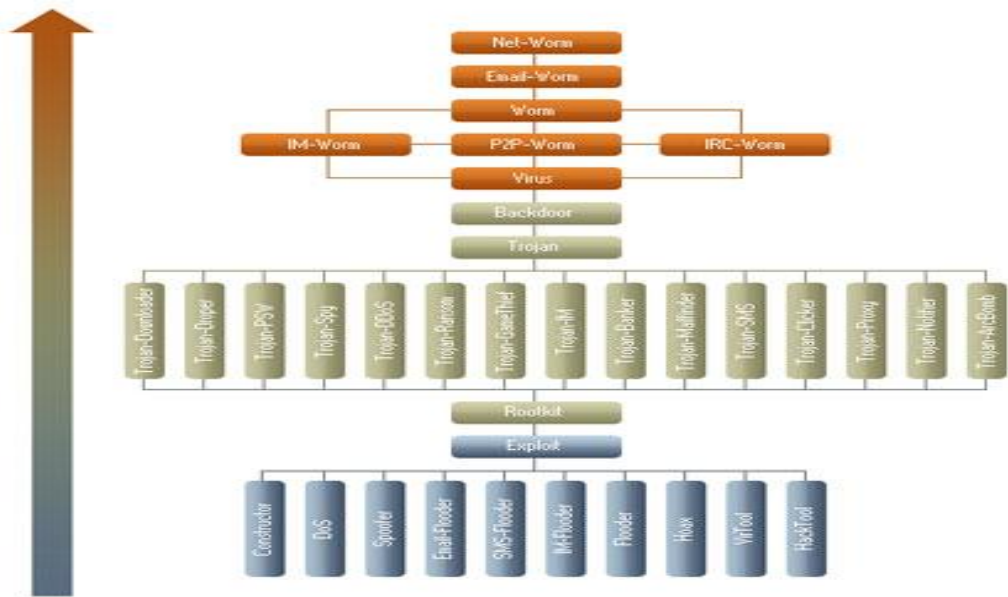 Net-Worm
Email-Worm
Worm
IM-Worm
P2P-Worm
IRC-Worm
Virus
Backdoor
Trojan
Trojan-Downloader
Trojan-Droper
Trojan-PSW
Trojan-Spy
Trojan-DDoS
Trojan-Ransom
Trojan-GameThief
Trojan-IM
Trojan-Banker
Trojan-Mailfinder
Trojan-SMS
Trojan-Clicker
Trojan-Proxy
Trojan-Notifier
Trojan-ArcBomb
Rootkit
Exploit
Constructor
DoS
Spoofer
Email-Flooder
SMS-Flooder
IM-Flooder
Flooder
Hoax
VirTool
HackTool